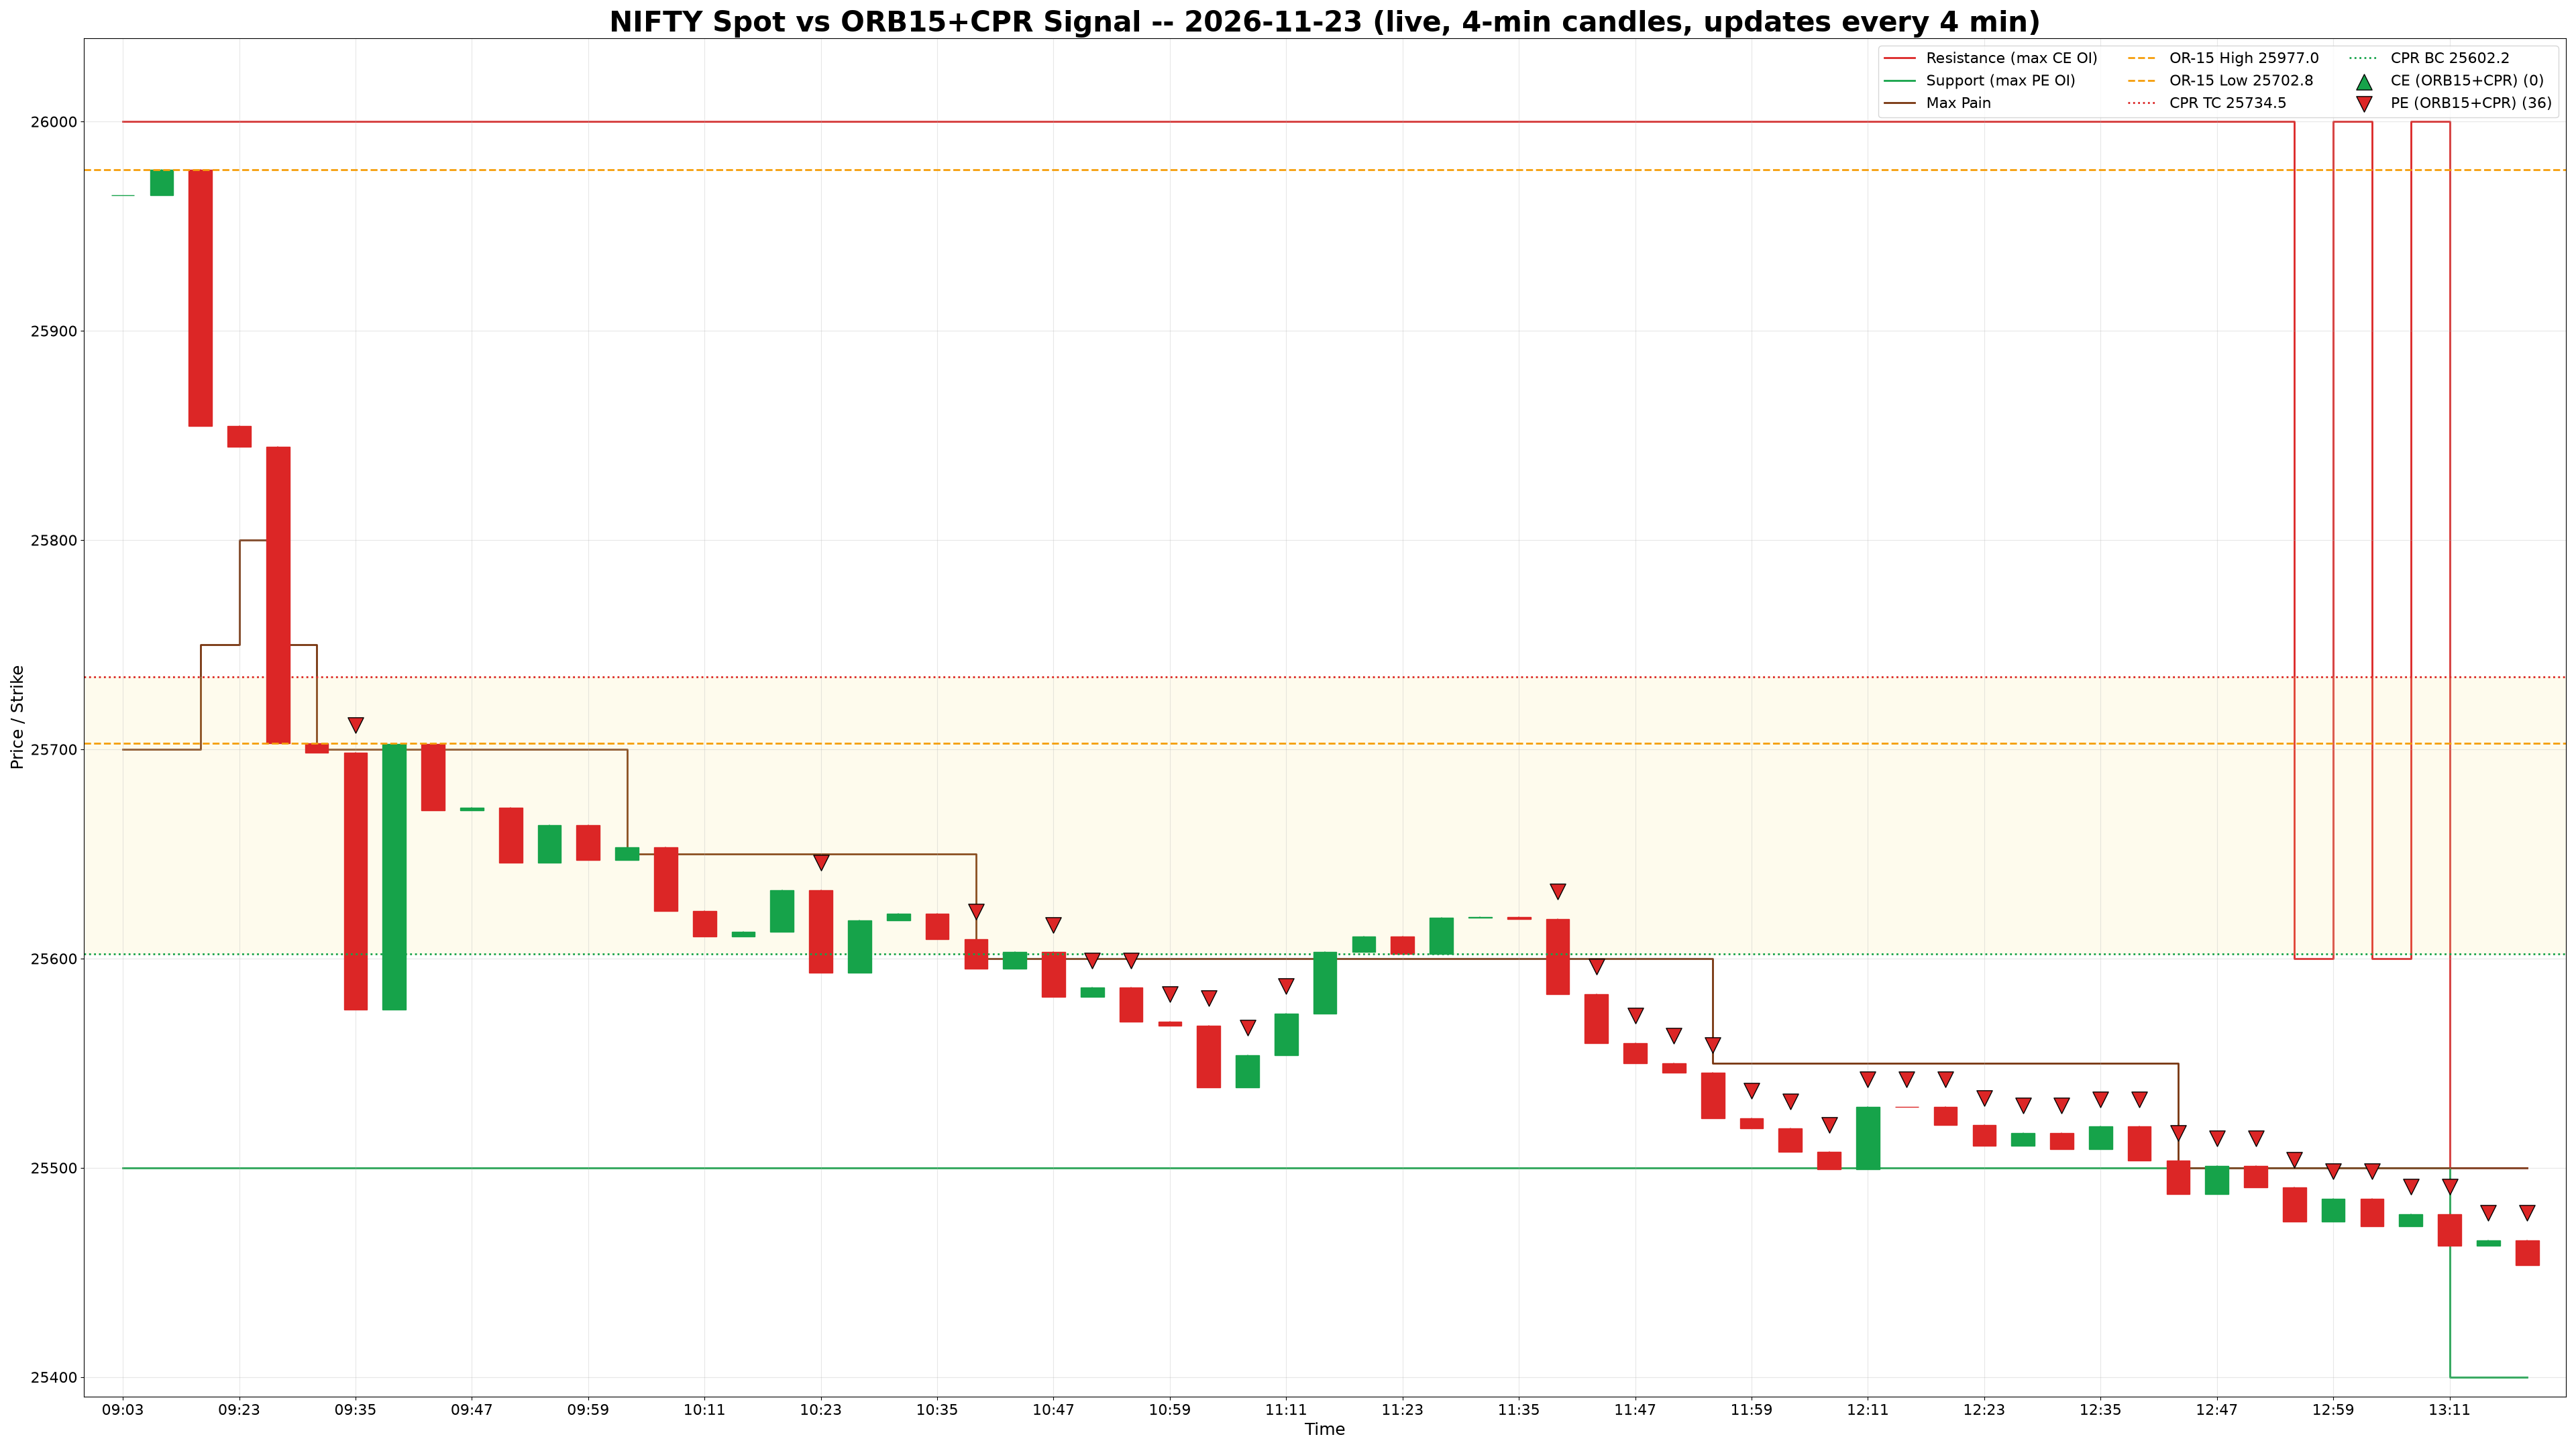 NIFTY Spot vs ORB15+CPR Signal -- 2026-11-23 (live, 4-min candles, updates every 4 min)
Resistance (max CE OI)
Support (max PE OI)
Max Pain
OR-15 High 25977.0
OR-15 Low 25702.8
CPR TC 25734.5
CPR BC 25602.2
CE (ORB15+CPR) (0)
PE (ORB15+CPR) (36)
Price / Strike
26000
25900
25800
25700
25600
25500
25400
09:03 09:23 09:35 09:47 09:59 10:11 10:23 10:35 10:47 10:59 11:11 11:23 11:35 11:47 11:59 12:11 12:23 12:35 12:47 12:59 13:11
Time